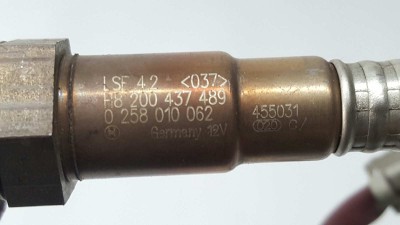 LSF 4.2 <037>
H8 200 437 489
0 258 010 062
Germany 12V
455031